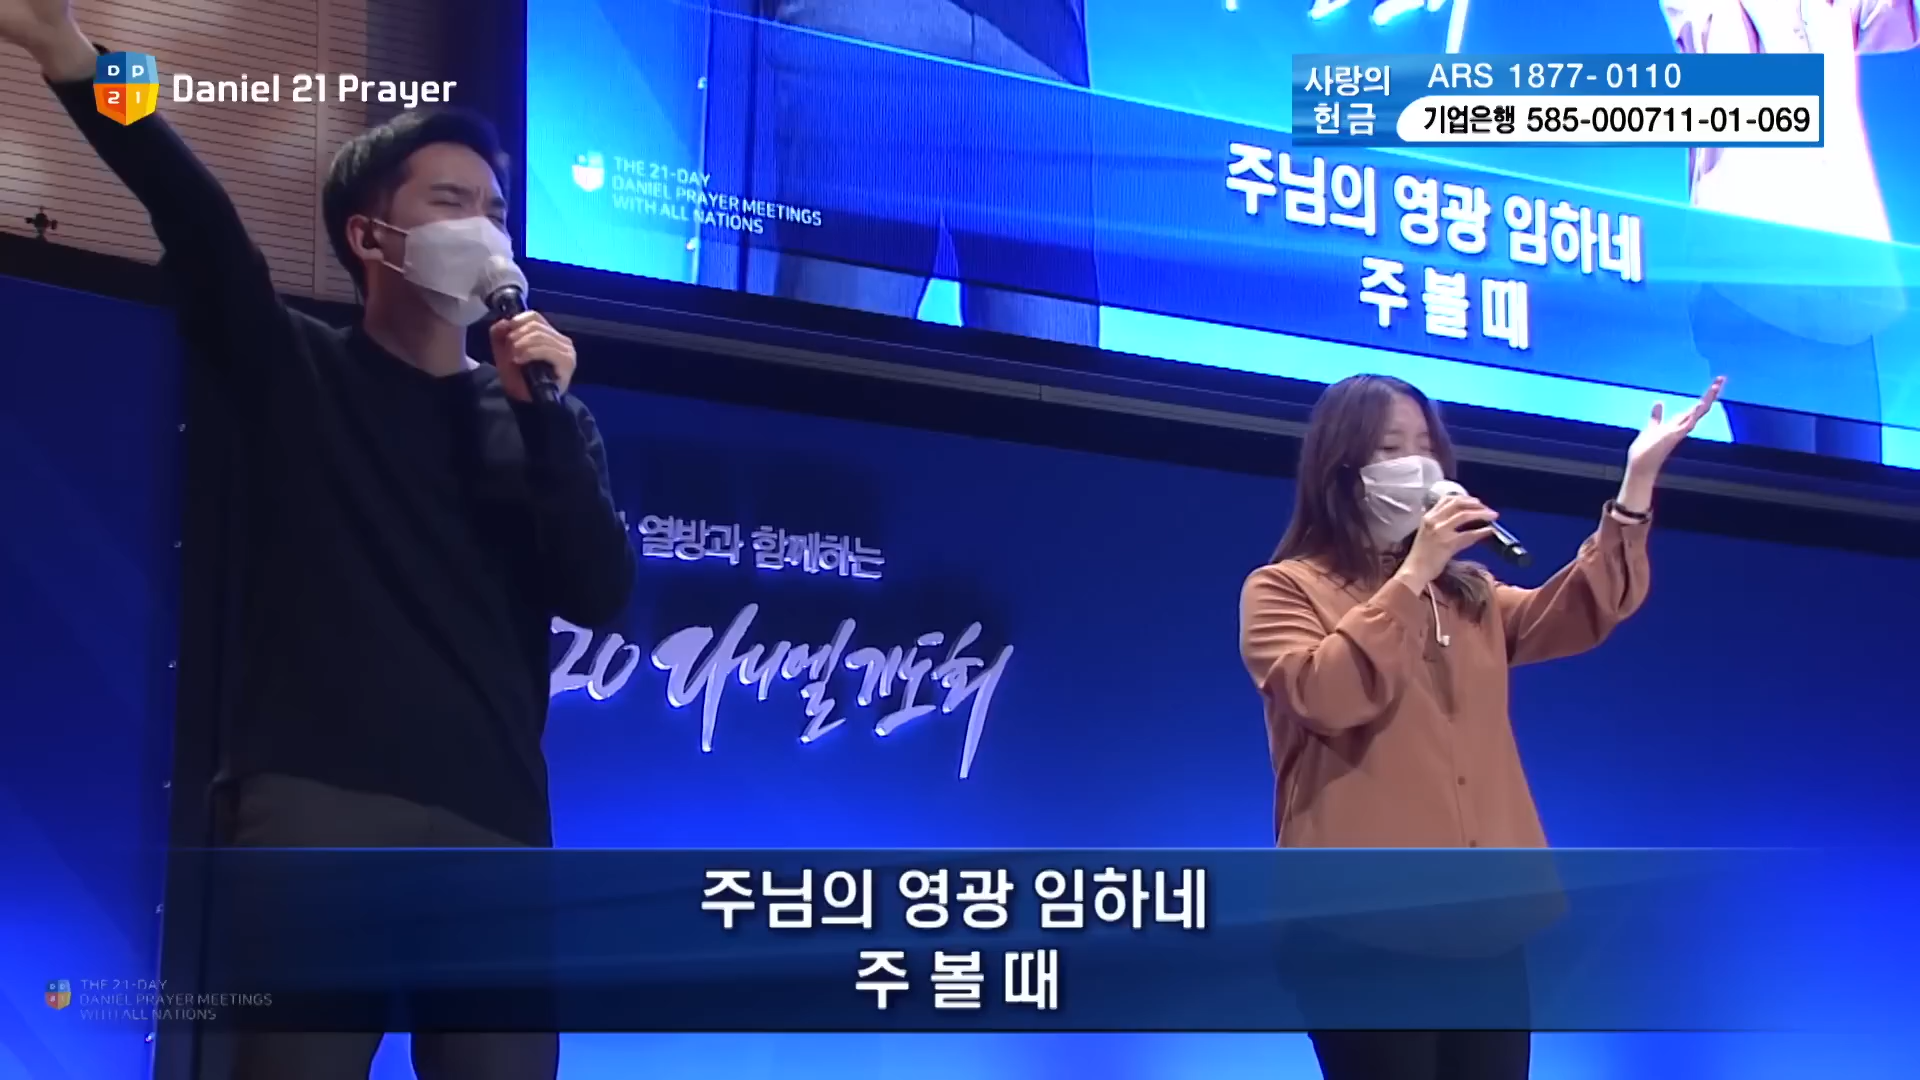 DP
21
Daniel 21 Prayer
사랑의
헌금
ARS 1877-0110
기업은행 585-000711-01-069
THE 21-DAY
DANIEL PRAYER MEETINGS
WITH ALL NATIONS
주님의 영광 임하네
주 볼 때
열방과 함께하는
20 다니엘기도회
주님의 영광 임하네
주 볼 때
THE 21-DAY
DANIEL PRAYER MEETINGS
WITH ALL NATIONS